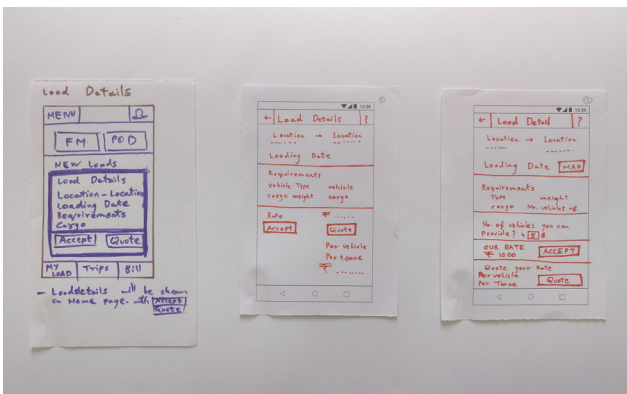 Load Details
MENU
FM POD
NEW Loads
Load Details
Location - Location
Loading Date
Requirements
Cargo
Accept Quote
MY LOAD Trips Bill
- Loaddetails will be shown
on Home page. with Accept
Quote
12:30
← Load Details ?
Location → Location
Loading Date
Requirements
Vehicle Type vehicle
cargo weight cargo
Rate ₹
Accept Quote
Per vehicle
Per tonne
₹
12:30
← Load Detail ?
Location → Location
Loading Date MAP
Requirements
Type weight
cargo No. vehicles
No. of vehicles you can
Provide?
OUR RATE
₹ 1000 ACCEPT
Quote your Rate
Per vehicle
Per Tonne Quote